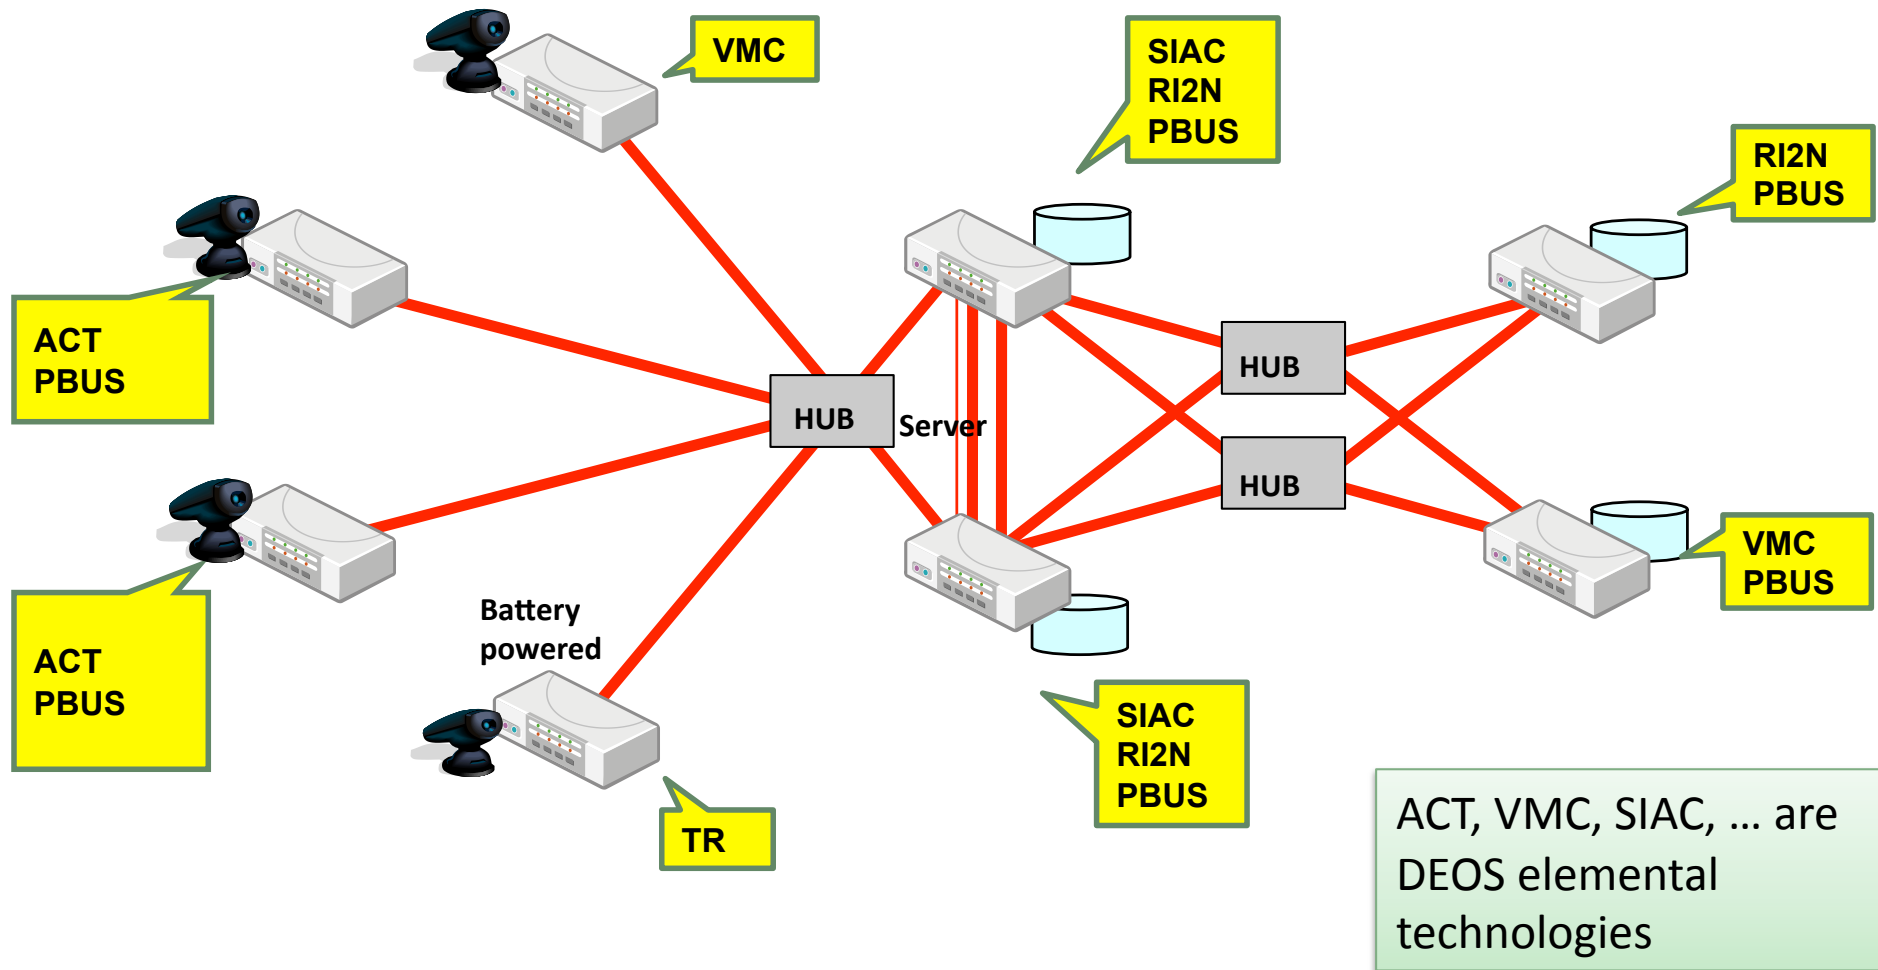 VMC
SIAC
RI2N
PBUS
RI2N
PBUS
ACT
PBUS
HUB
HUB
Server
HUB
VMC
PBUS
Battery
powered
ACT
PBUS
SIAC
RI2N
PBUS
TR
ACT, VMC, SIAC, ... are
DEOS elemental
technologies